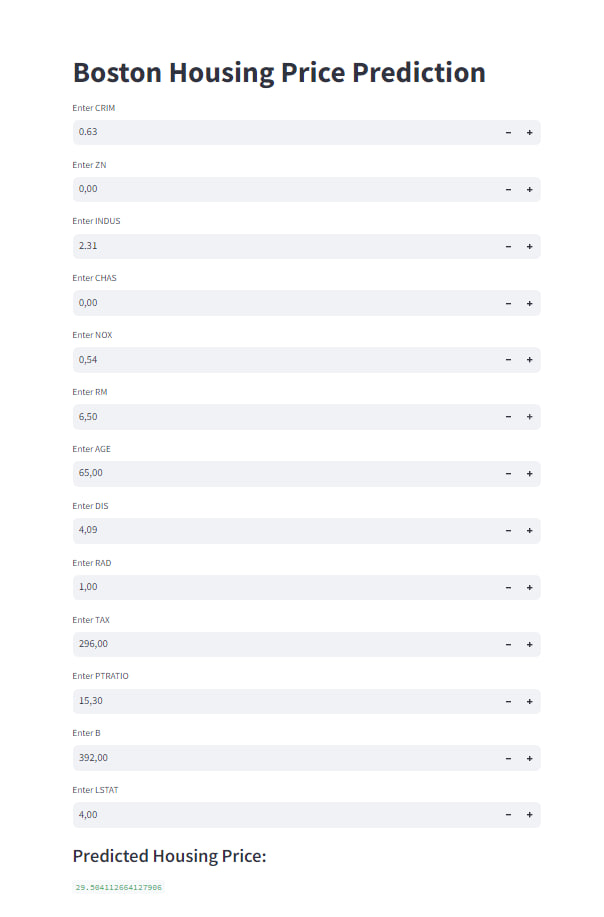 Boston Housing Price Prediction
Enter CRIM
0.63
Enter ZN
0,00
Enter INDUS
2.31
Enter CHAS
0,00
Enter NOX
0,54
Enter RM
6,50
Enter AGE
65,00
Enter DIS
4,09
Enter RAD
1,00
Enter TAX
296,00
Enter PTRATIO
15,30
Enter B
392,00
Enter LSTAT
4,00
Predicted Housing Price:
29.504112664127906